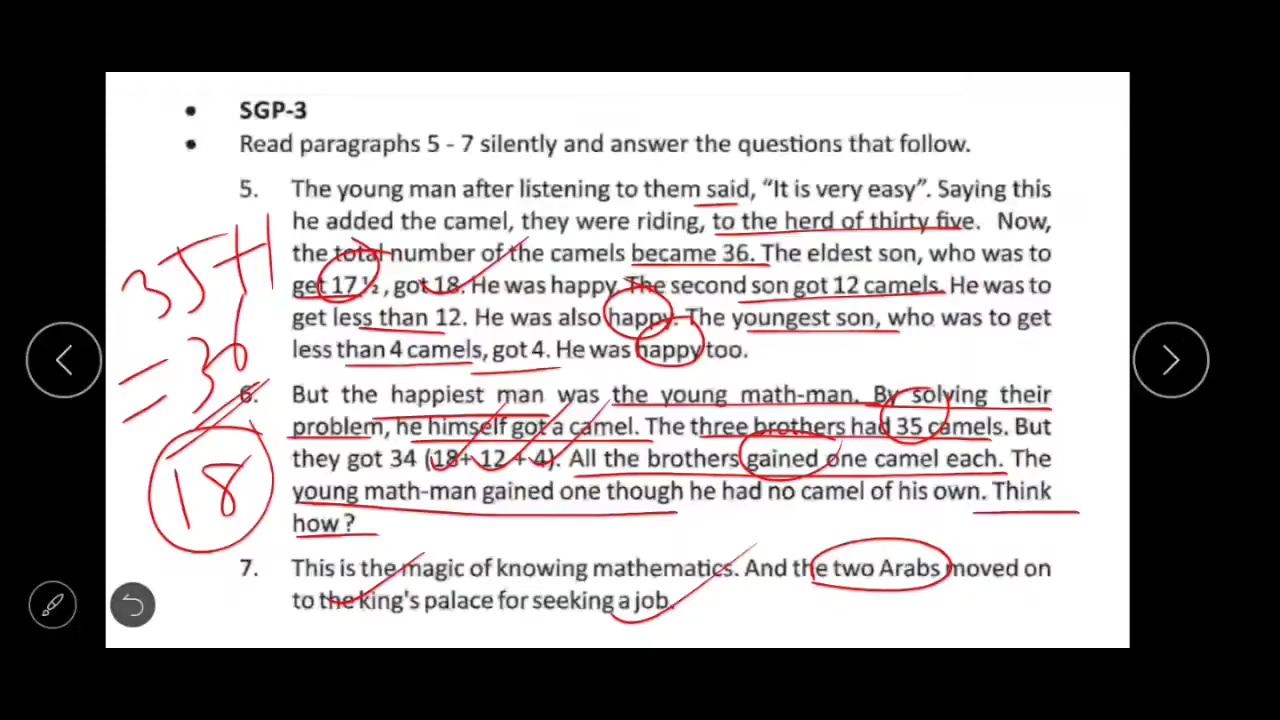 • SGP-3
• Read paragraphs 5 - 7 silently and answer the questions that follow.
5. The young man after listening to them said, “It is very easy”. Saying this
he added the camel, they were riding, to the herd of thirty five. Now,
the total number of the camels became 36. The eldest son, who was to
get 17 ½, got 18. He was happy. The second son got 12 camels. He was to
get less than 12. He was also happy. The youngest son, who was to get
less than 4 camels, got 4. He was happy too.
35+1
=36
6. But the happiest man was the young math-man. By solving their
problem, he himself got a camel. The three brothers had 35 camels. But
they got 34 (18+ 12 + 4). All the brothers gained one camel each. The
young math-man gained one though he had no camel of his own. Think
how ?
18
7. This is the magic of knowing mathematics. And the two Arabs moved on
to the king's palace for seeking a job.